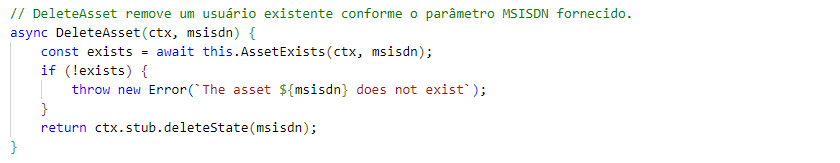 // DeleteAsset remove um usuário existente conforme o parâmetro MSISDN fornecido.
async DeleteAsset(ctx, msisdn) {
    const exists = await this.AssetExists(ctx, msisdn);
    if (!exists) {
        throw new Error(`The asset ${msisdn} does not exist`);
    }
    return ctx.stub.deleteState(msisdn);
}